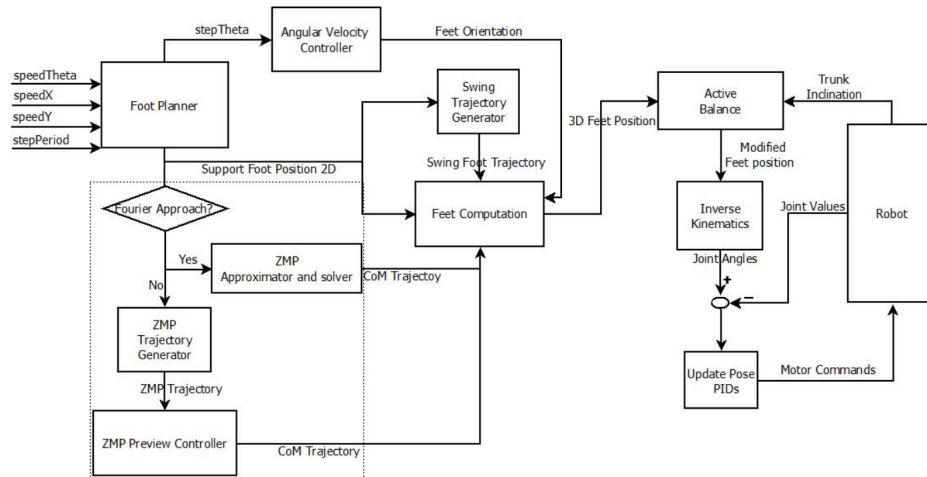 stepTheta
Angular Velocity
Controller
Feet Orientation
speedTheta
speedX
speedY
stepPeriod
Foot Planner
Swing
Trajectory
Generator
Active
Balance
Trunk
Inclination
3D Feet Position
Support Foot Position 2D
Swing Foot Trajectory
Modified
Feet position
Fourier Approach?
Feet Computation
Inverse
Kinematics
Joint Values
Robot
Yes
ZMP
Approximator and solver
CoM Trajectoy
Joint Angles
No
+
−
ZMP
Trajectory
Generator
Update Pose
PIDs
Motor Commands
ZMP Trajectory
ZMP Preview Controller
CoM Trajectory